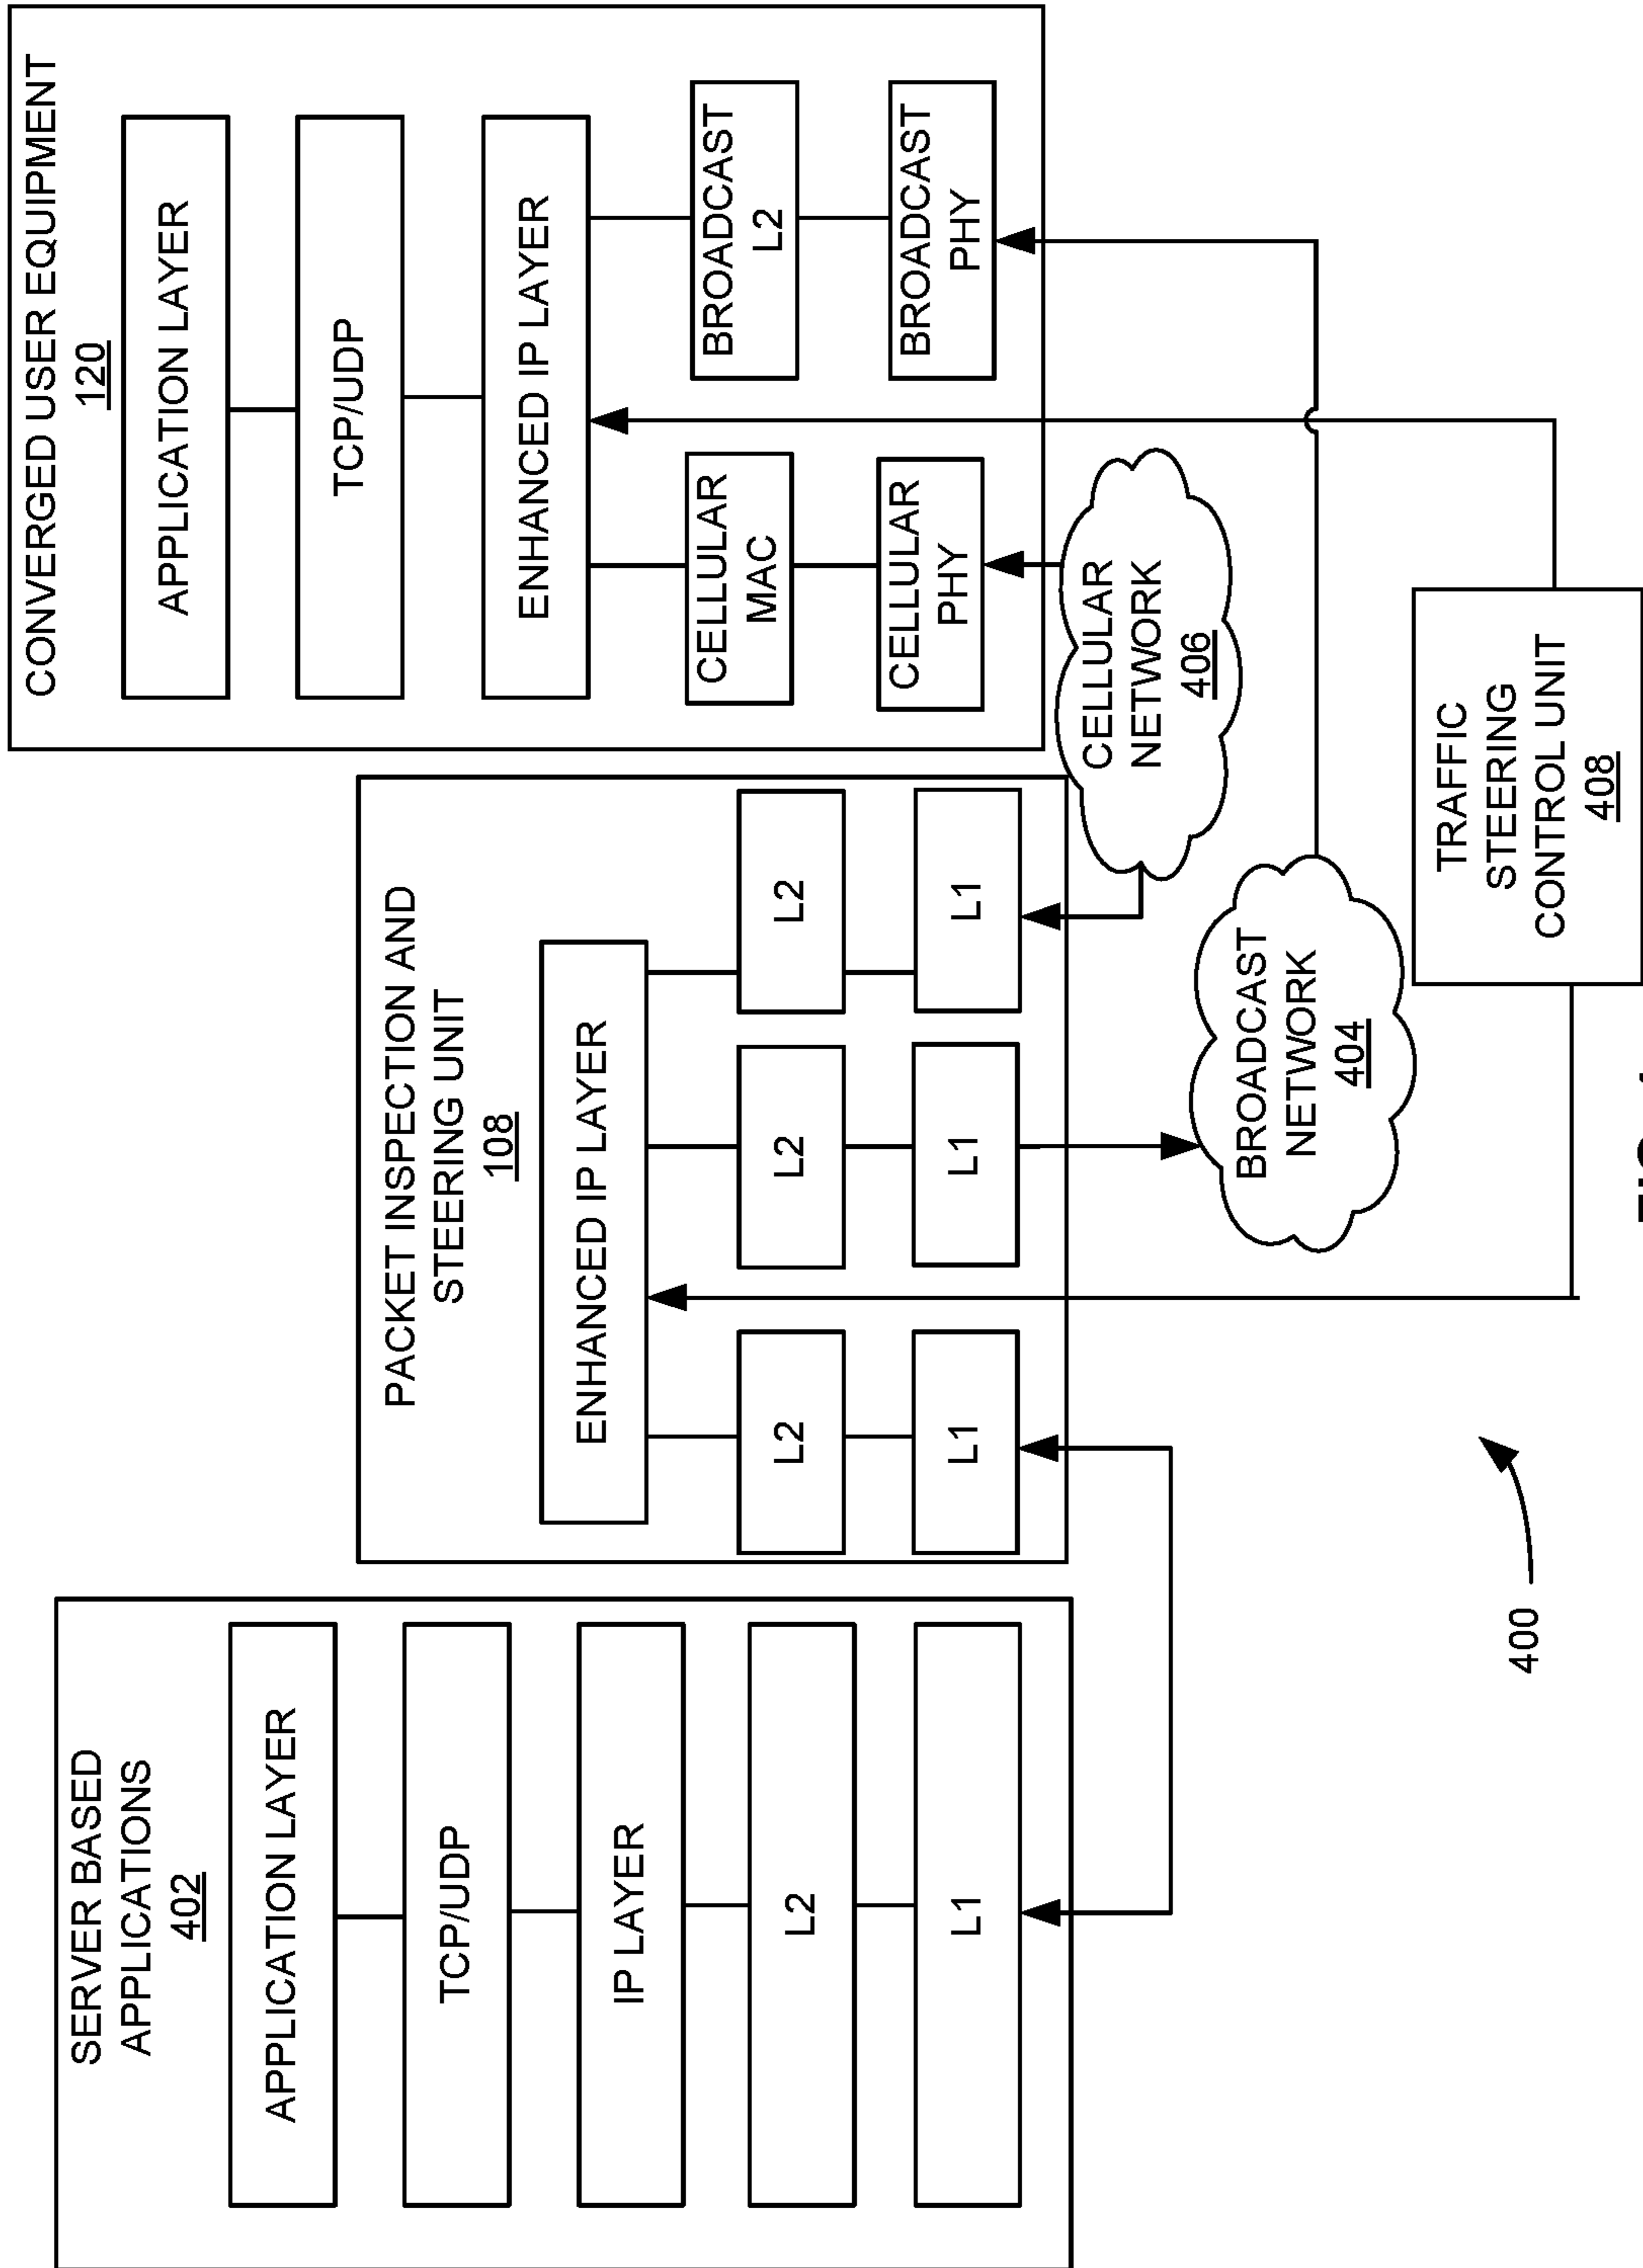 SERVER BASED
APPLICATIONS
402
APPLICATION LAYER
TCP/UDP
IP LAYER
L2
L1
PACKET INSPECTION AND
STEERING UNIT
108
ENHANCED IP LAYER
L2
L2
L2
L1
L1
L1
CONVERGED USER EQUIPMENT
120
APPLICATION LAYER
TCP/UDP
ENHANCED IP LAYER
CELLULAR
MAC
BROADCAST
L2
CELLULAR
PHY
BROADCAST
PHY
CELLULAR
NETWORK
406
BROADCAST
NETWORK
404
TRAFFIC
STEERING
CONTROL UNIT
408
400